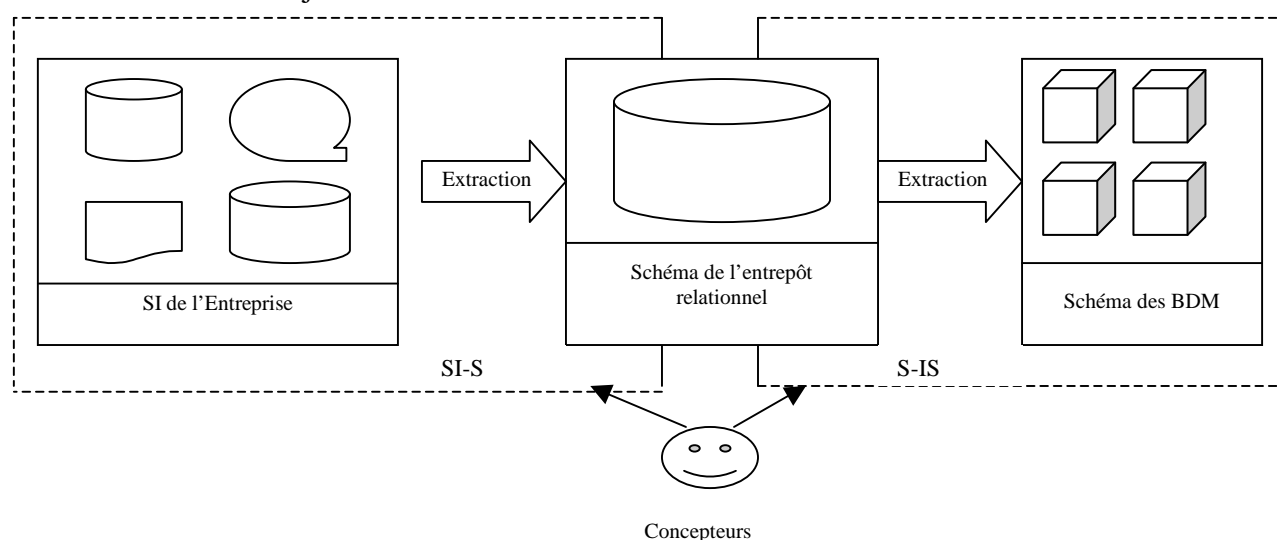 Extraction
Extraction
SI de l'Entreprise
Schéma de l'entrepôt
relationnel
Schéma des BDM
SI-S
S-IS
Concepteurs